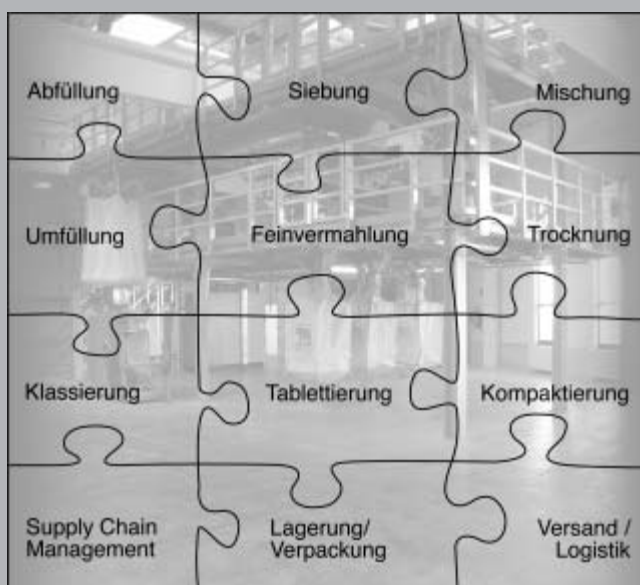 Abfüllung
Siebung
Mischung
Umfüllung
Feinvermahlung
Trocknung
Klassierung
Tablettierung
Kompaktierung
Supply Chain
Management
Lagerung/
Verpackung
Versand /
Logistik